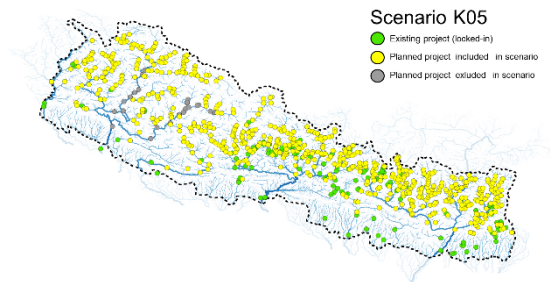 Scenario K05
Existing project (locked-in)
Planned project included in scenario
Planned project exluded in scenario